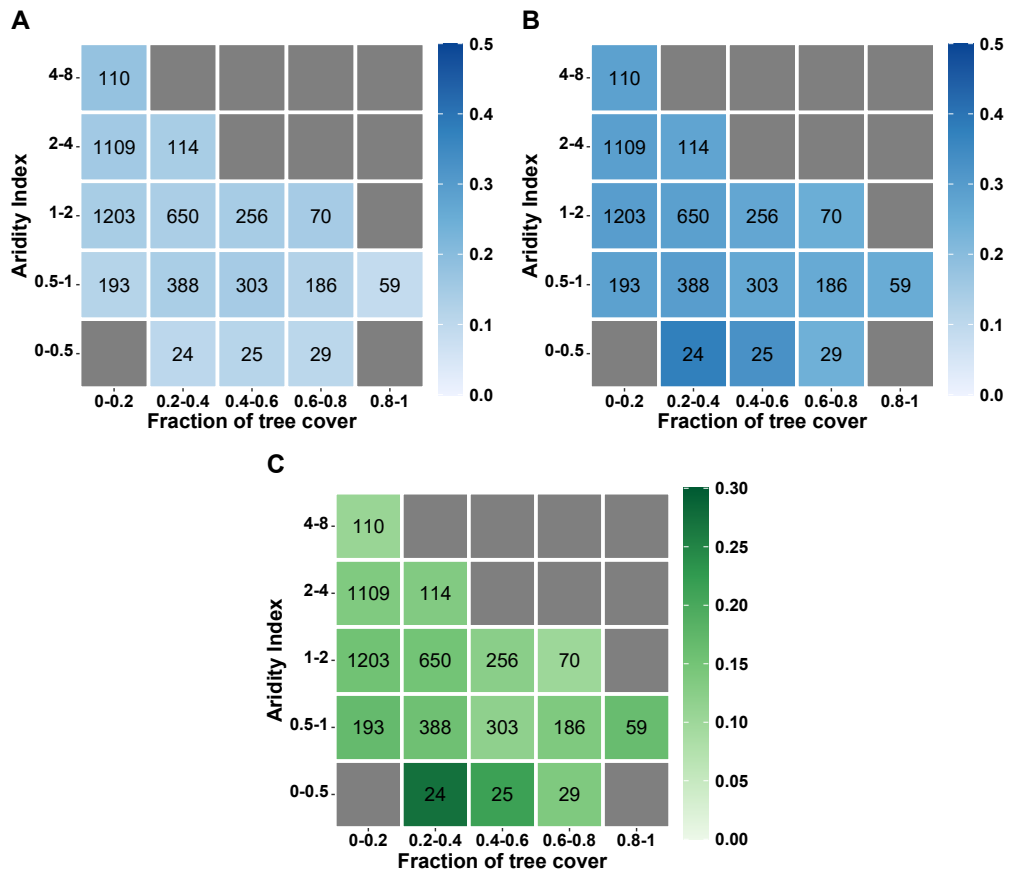 A
Aridity Index
4-8
110
2-4
1109 114
1-2
1203 650 256 70
0.5-1
193 388 303 186 59
0-0.5
24 25 29
0-0.2 0.2-0.4 0.4-0.6 0.6-0.8 0.8-1
Fraction of tree cover
0.5
0.4
0.3
0.2
0.1
0.0
B
Aridity Index
4-8
110
2-4
1109 114
1-2
1203 650 256 70
0.5-1
193 388 303 186 59
0-0.5
24 25 29
0-0.2 0.2-0.4 0.4-0.6 0.6-0.8 0.8-1
Fraction of tree cover
0.5
0.4
0.3
0.2
0.1
0.0
C
Aridity Index
4-8
110
2-4
1109 114
1-2
1203 650 256 70
0.5-1
193 388 303 186 59
0-0.5
24 25 29
0-0.2 0.2-0.4 0.4-0.6 0.6-0.8 0.8-1
Fraction of tree cover
0.30
0.25
0.20
0.15
0.10
0.05
0.00